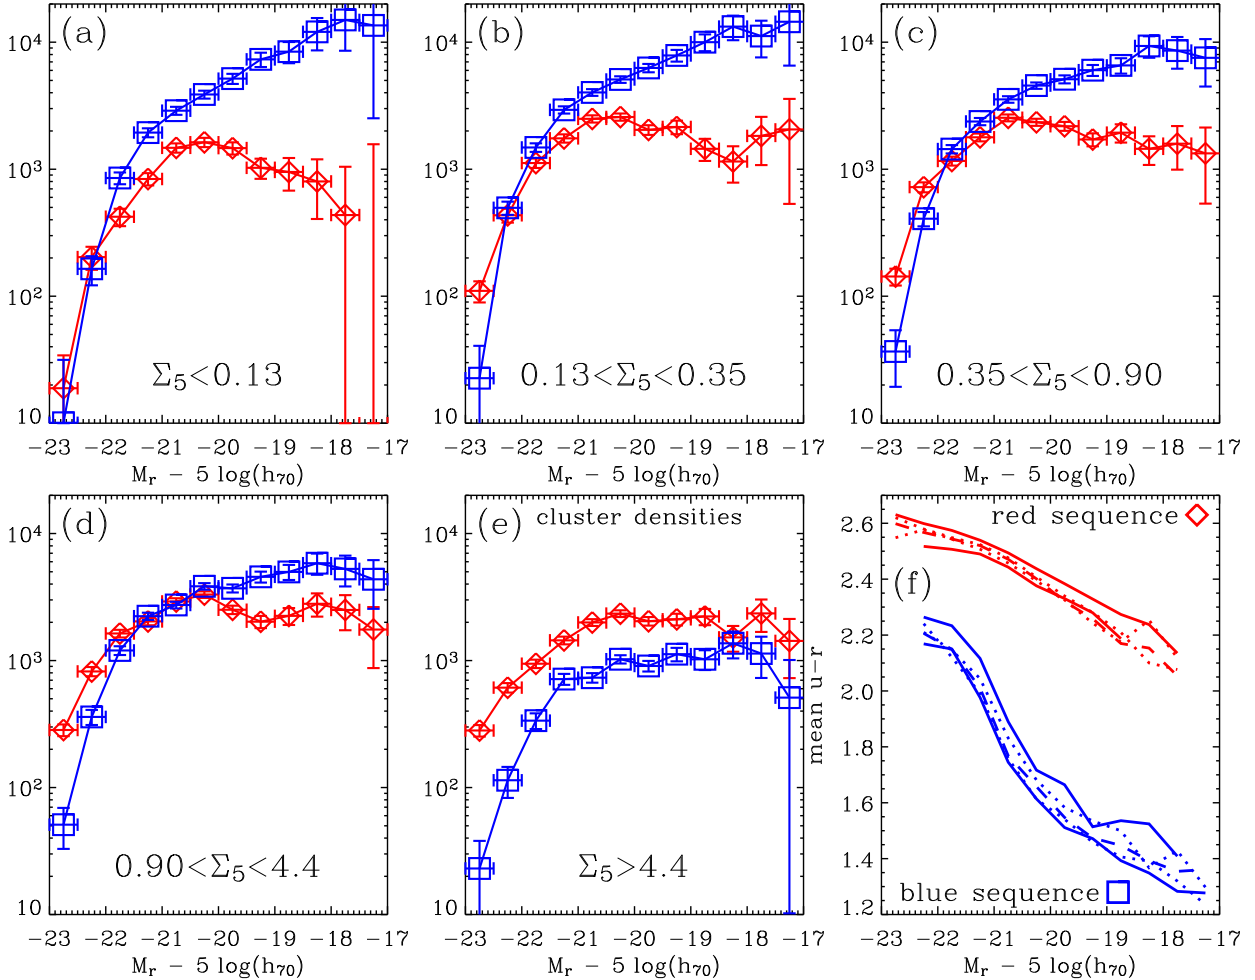 (a)
10⁴
10³
10²
10
Σ₅<0.13
-23 -22 -21 -20 -19 -18 -17
Mᵣ - 5 log(h₇₀)
(b)
10⁴
10³
10²
10
0.13<Σ₅<0.35
-23 -22 -21 -20 -19 -18 -17
Mᵣ - 5 log(h₇₀)
(c)
10⁴
10³
10²
10
0.35<Σ₅<0.90
-23 -22 -21 -20 -19 -18 -17
Mᵣ - 5 log(h₇₀)
(d)
10⁴
10³
10²
10
0.90<Σ₅<4.4
-23 -22 -21 -20 -19 -18 -17
Mᵣ - 5 log(h₇₀)
(e) cluster densities
10⁴
10³
10²
10
Σ₅>4.4
-23 -22 -21 -20 -19 -18 -17
Mᵣ - 5 log(h₇₀)
mean u-r
2.6
2.4
2.2
2.0
1.8
1.6
1.4
1.2
red sequence
(f)
blue sequence
-23 -22 -21 -20 -19 -18 -17
Mᵣ - 5 log(h₇₀)